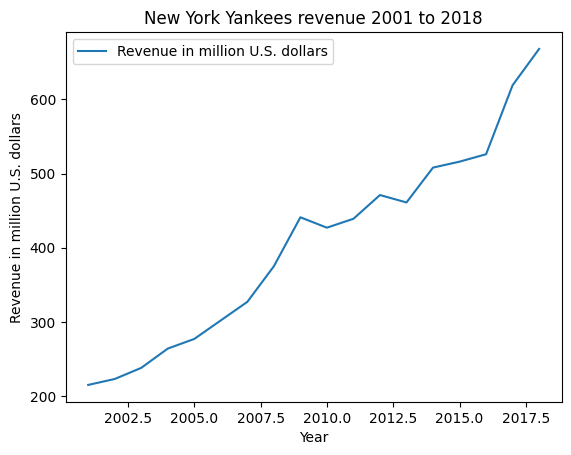 New York Yankees revenue 2001 to 2018
Revenue in million U.S. dollars
Revenue in million U.S. dollars
600
500
400
300
200
2002.5 2005.0 2007.5 2010.0 2012.5 2015.0 2017.5
Year